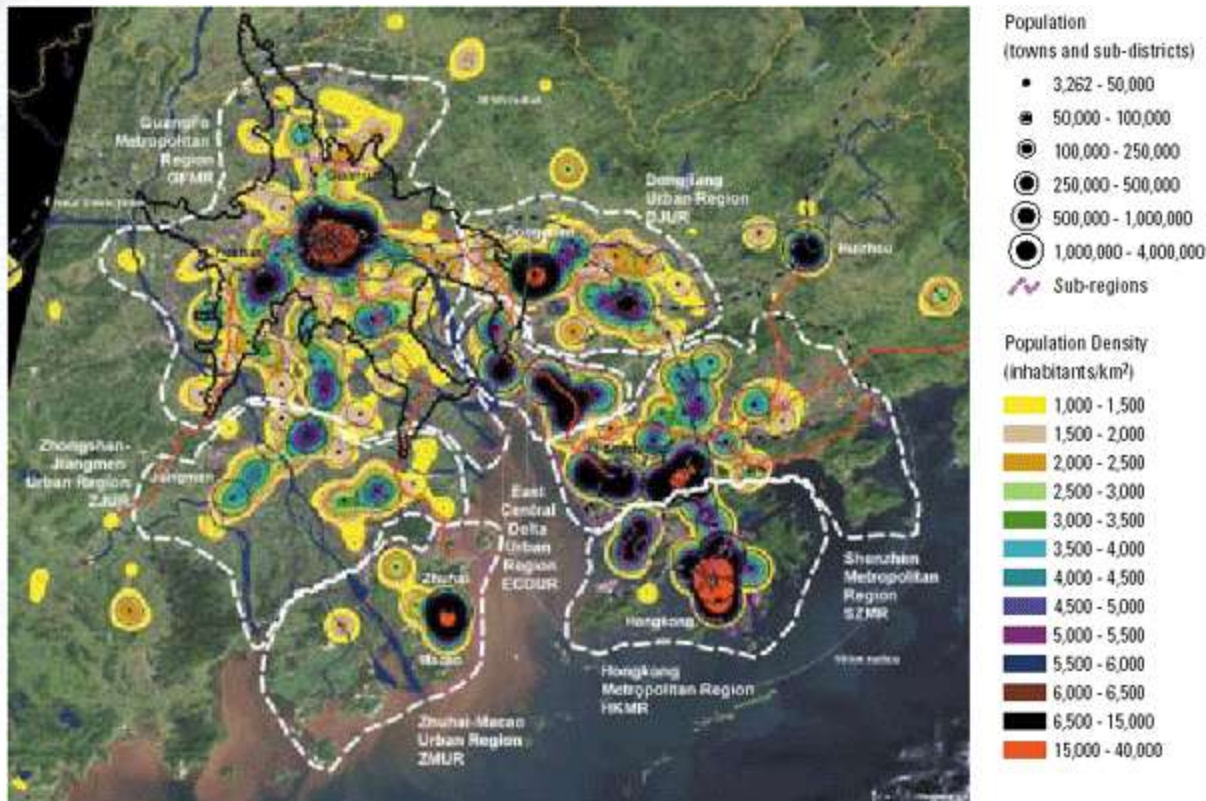 GuangFo
Metropolitan
Region
GFMR
Dongjiang
Urban Region
DJUR
Dongguan
Huizhou
Zhongshan-
Jiangmen
Urban Region
ZJUR
Jiangmen
East
Central
Delta
Urban
Region
ECDUR
Zhuhai
Macao
Hongkong
Shenzhen
Metropolitan
Region
SZMR
Hongkong
Metropolitan Region
HKMR
Zhuhai-Macao
Urban Region
ZMUR
Population
(towns and sub-districts)
3,262 - 50,000
50,000 - 100,000
100,000 - 250,000
250,000 - 500,000
500,000 - 1,000,000
1,000,000 - 4,000,000
Sub-regions
Population Density
(inhabitants/km²)
1,000 - 1,500
1,500 - 2,000
2,000 - 2,500
2,500 - 3,000
3,000 - 3,500
3,500 - 4,000
4,000 - 4,500
4,500 - 5,000
5,000 - 5,500
5,500 - 6,000
6,000 - 6,500
6,500 - 15,000
15,000 - 40,000